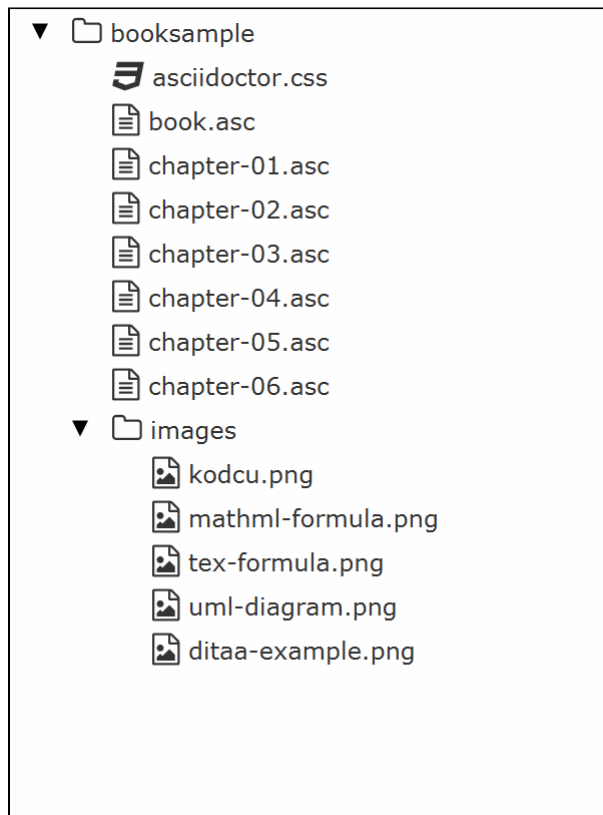 booksample
asciidoctor.css
book.asc
chapter-01.asc
chapter-02.asc
chapter-03.asc
chapter-04.asc
chapter-05.asc
chapter-06.asc
images
kodcu.png
mathml-formula.png
tex-formula.png
uml-diagram.png
ditaa-example.png